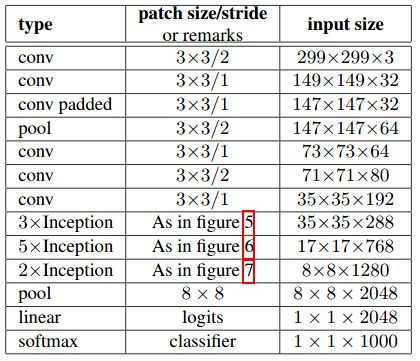 type patch size/stride or remarks input size
conv 3×3/2 299×299×3
conv 3×3/1 149×149×32
conv padded 3×3/1 147×147×32
pool 3×3/2 147×147×64
conv 3×3/1 73×73×64
conv 3×3/2 71×71×80
conv 3×3/1 35×35×192
3×Inception As in figure 5 35×35×288
5×Inception As in figure 6 17×17×768
2×Inception As in figure 7 8×8×1280
pool 8 × 8 8 × 8 × 2048
linear logits 1 × 1 × 2048
softmax classifier 1 × 1 × 1000